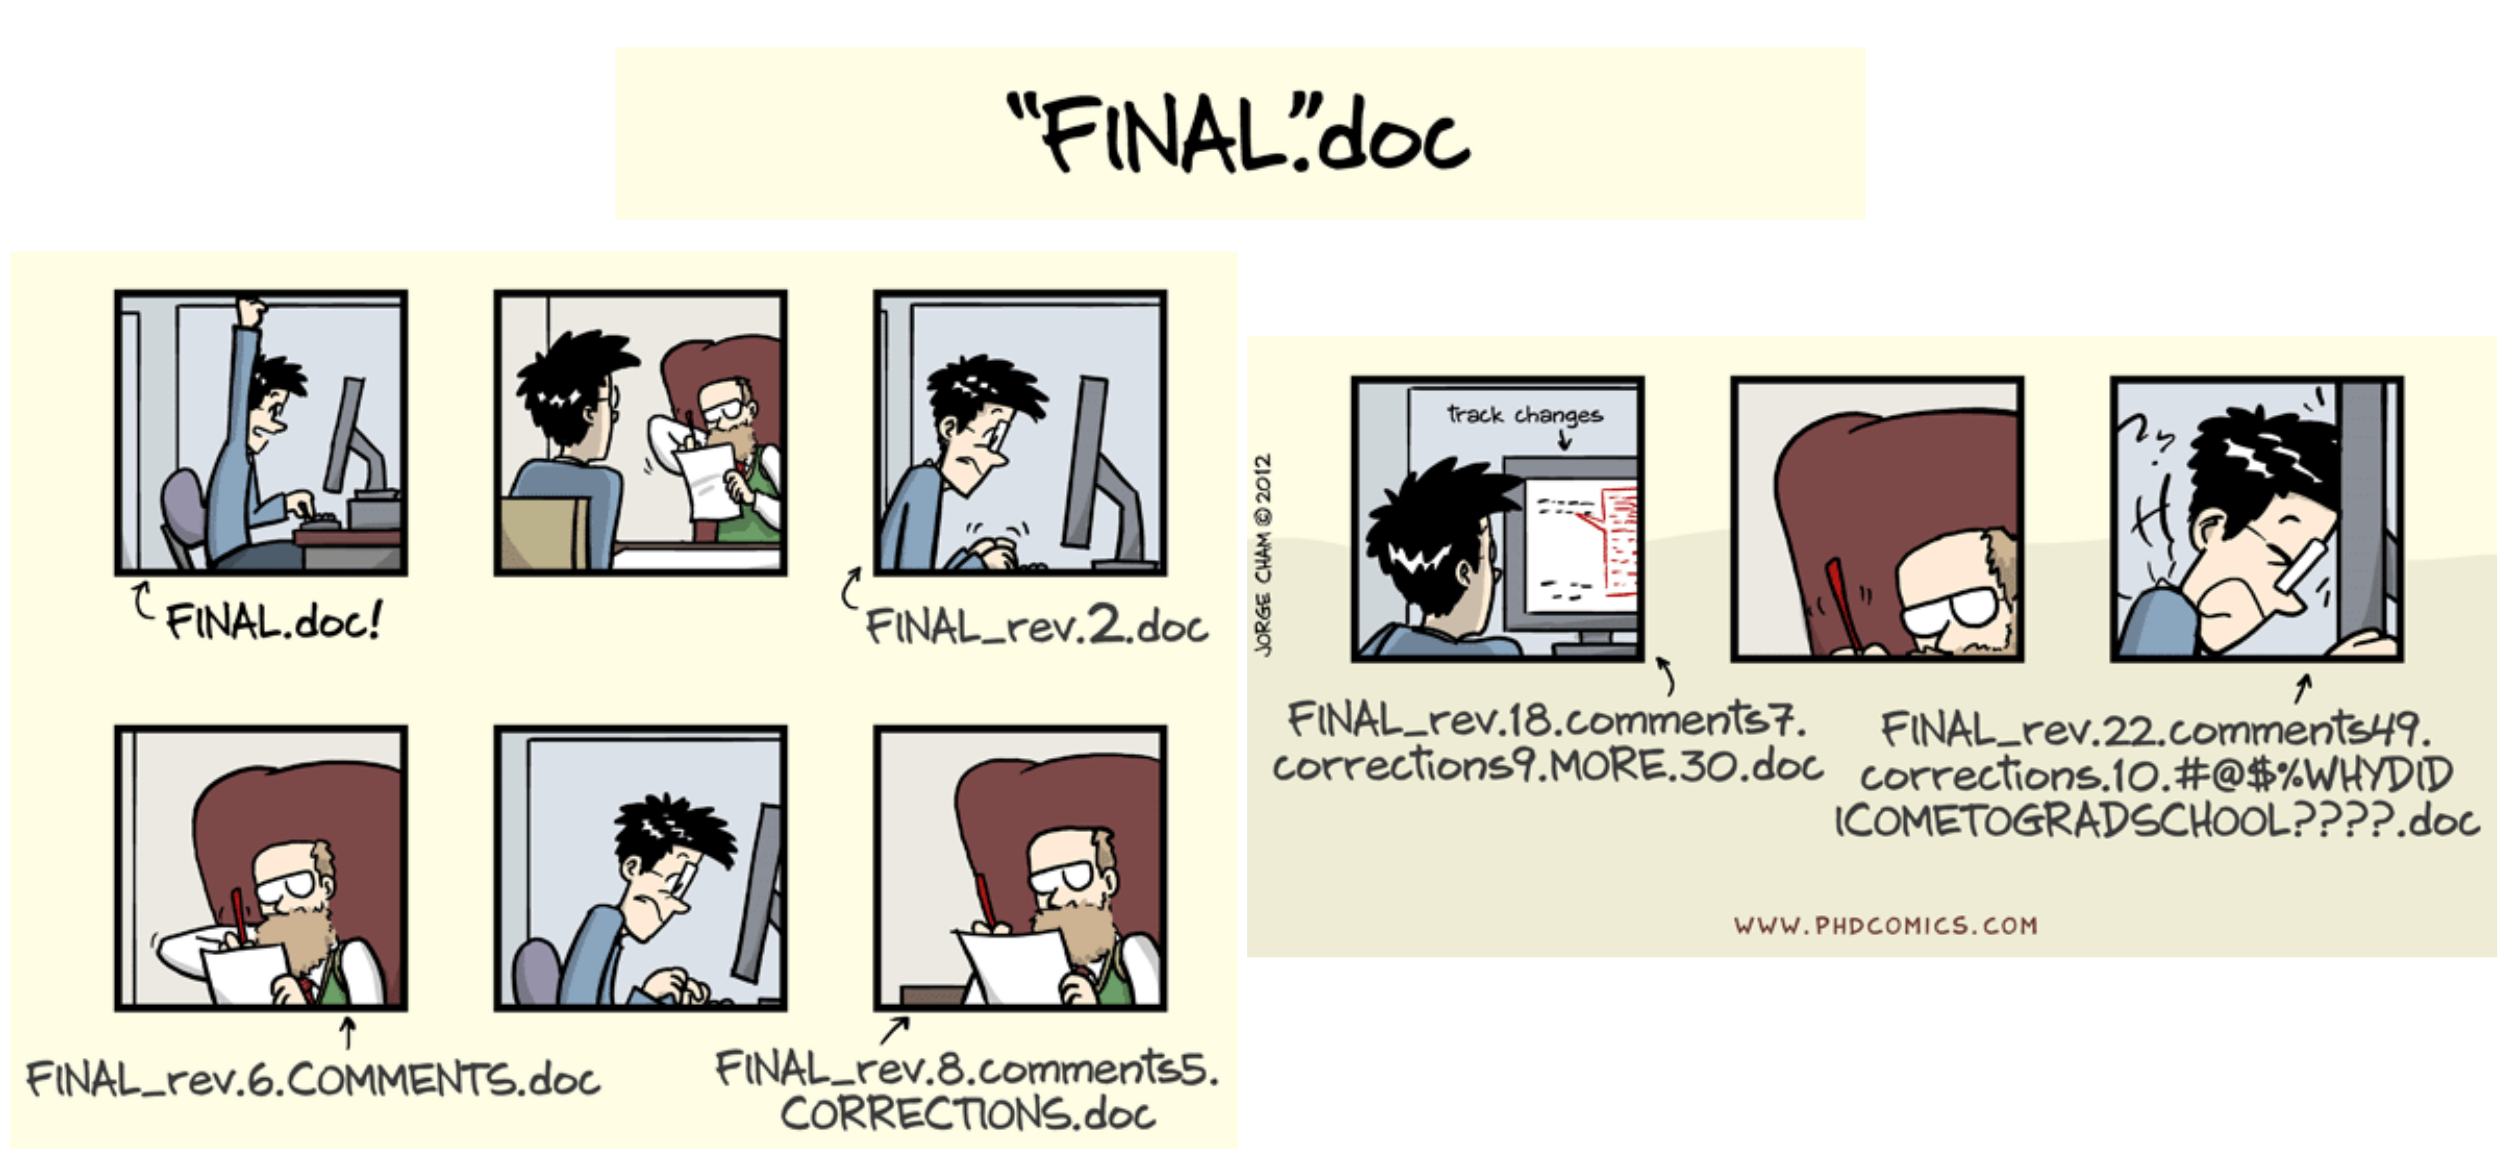 “FINAL”.doc
FINAL.doc!
FINAL_rev.2.doc
FINAL_rev.6.COMMENTS.doc
FINAL_rev.8.comments5.
CORRECTIONS.doc
JORGE CHAM © 2012
track changes
FINAL_rev.18.comments7.
corrections9.MORE.30.doc
FINAL_rev.22.comments49.
corrections.10.#@$%WHYDID
ICOMETOGRADSCHOOL????.doc
WWW.PHDCOMICS.COM